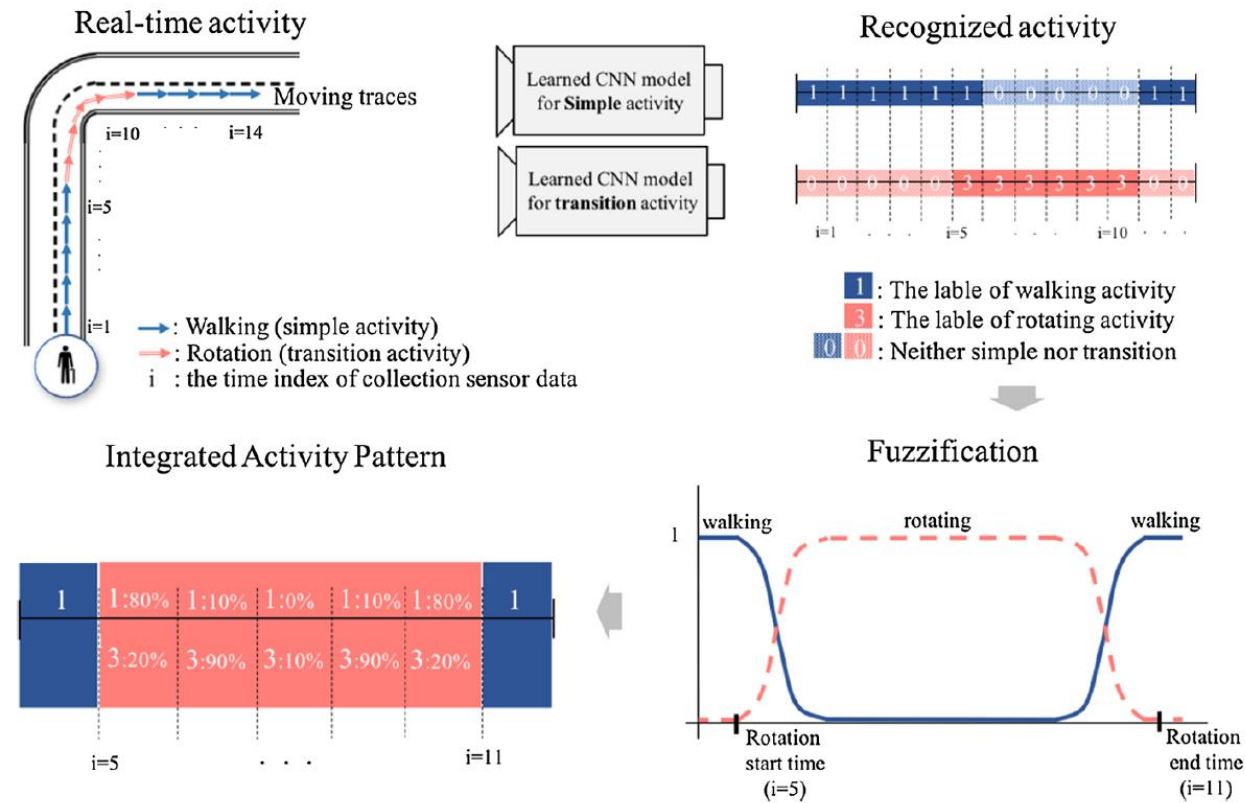 Real-time activity
Moving traces
i=10 . . . i=14
i=5
.
.
.
i=1
: Walking (simple activity)
: Rotation (transition activity)
i : the time index of collection sensor data
Learned CNN model
for Simple activity
Learned CNN model
for transition activity
Recognized activity
1 1 1 1 1 1 0 0 0 0 0 1 1
0 0 0 0 0 3 3 3 3 3 3 0 0
i=1 . . . i=5 . . . i=10 . . .
1 : The lable of walking activity
3 : The lable of rotating activity
0 0 : Neither simple nor transition
Integrated Activity Pattern
1 1:80% 1:10% 1:0% 1:10% 1:80% 1
3:20% 3:90% 3:10% 3:90% 3:20%
i=5 . . . i=11
Fuzzification
1 walking rotating walking
Rotation
start time
(i=5)
Rotation
end time
(i=11)